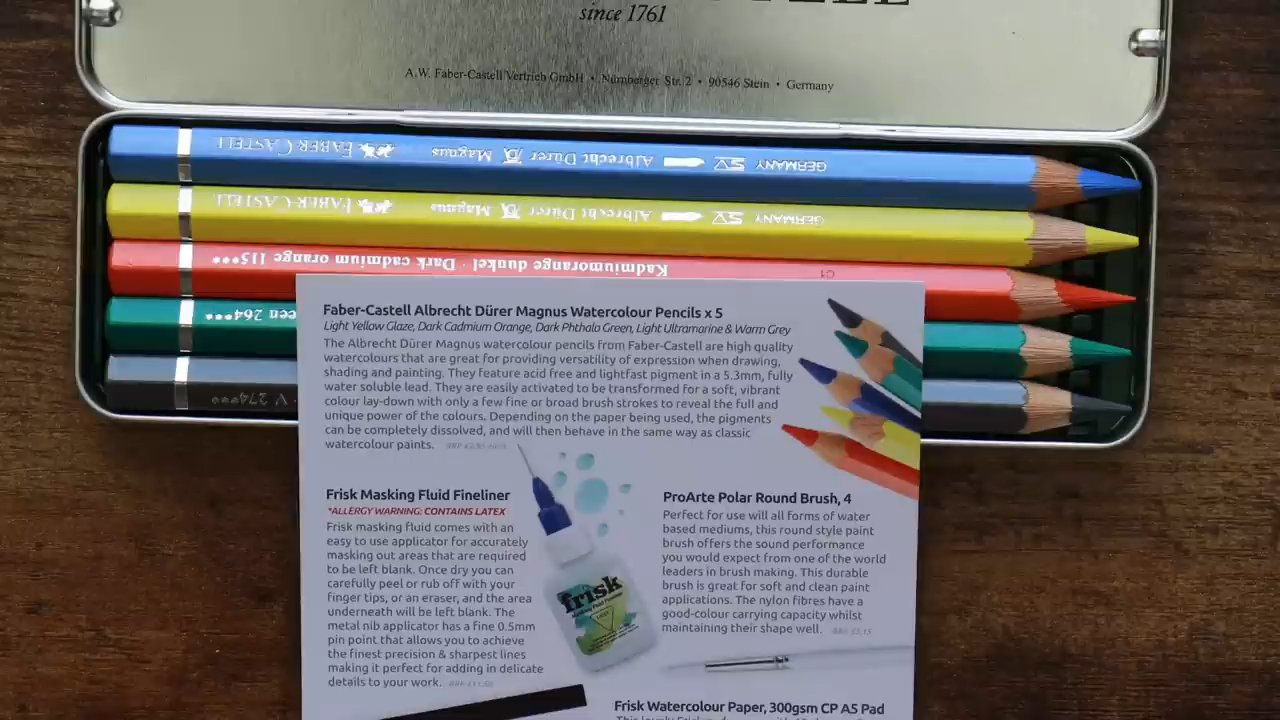 since 1761
A.W. Faber-Castell Vertrieb GmbH • Nürnberger Str. 2 • 90546 Stein • Germany
FABER-CASTELL Albrecht Dürer Magnus SV GERMANY
FABER-CASTELL Albrecht Dürer Magnus SV GERMANY
Kadmiumorange dunkel · Dark cadmium orange 115***
een 264***
V 274***
Faber-Castell Albrecht Dürer Magnus Watercolour Pencils x 5
Light Yellow Glaze, Dark Cadmium Orange, Dark Phthalo Green, Light Ultramarine & Warm Grey
The Albrecht Dürer Magnus watercolour pencils from Faber-Castell are high quality
watercolours that are great for providing versatility of expression when drawing,
shading and painting. They feature acid free and lightfast pigment in a 5.3mm, fully
water soluble lead. They are easily activated to be transformed for a soft, vibrant
colour lay-down with only a few fine or broad brush strokes to reveal the full and
unique power of the colours. Depending on the paper being used, the pigments
can be completely dissolved, and will then behave in the same way as classic
watercolour paints.
Frisk Masking Fluid Fineliner
*ALLERGY WARNING: CONTAINS LATEX
Frisk masking fluid comes with an
easy to use applicator for accurately
masking out areas that are required
to be left blank. Once dry you can
carefully peel or rub off with your
finger tips, or an eraser, and the area
underneath will be left blank. The
metal nib applicator has a fine 0.5mm
pin point that allows you to achieve
the finest precision & sharpest lines
making it perfect for adding in delicate
details to your work.
frisk
Masking Fluid Fineliner
ProArte Polar Round Brush, 4
Perfect for use will all forms of water
based mediums, this round style paint
brush offers the sound performance
you would expect from one of the world
leaders in brush making. This durable
brush is great for soft and clean paint
applications. The nylon fibres have a
good-colour carrying capacity whilst
maintaining their shape well. RRP £5.15
Frisk Watercolour Paper, 300gsm CP A5 Pad